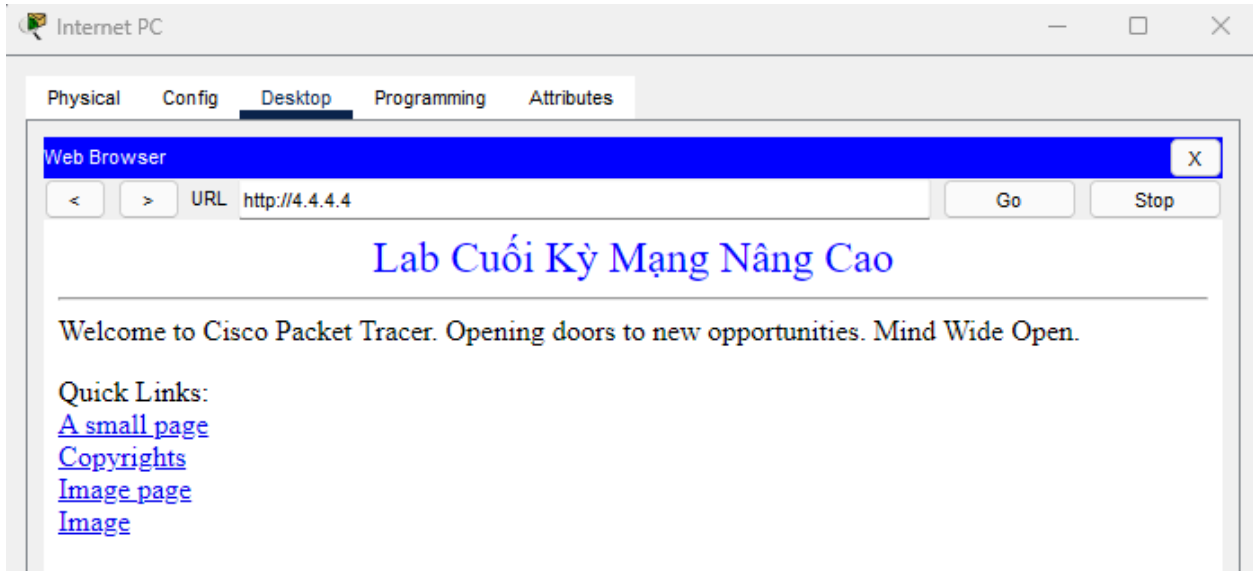 Internet PC
Physical Config Desktop Programming Attributes
Web Browser X
< > URL http://4.4.4.4 Go Stop
Lab Cuối Kỳ Mạng Nâng Cao
Welcome to Cisco Packet Tracer. Opening doors to new opportunities. Mind Wide Open.
Quick Links:
A small page
Copyrights
Image page
Image